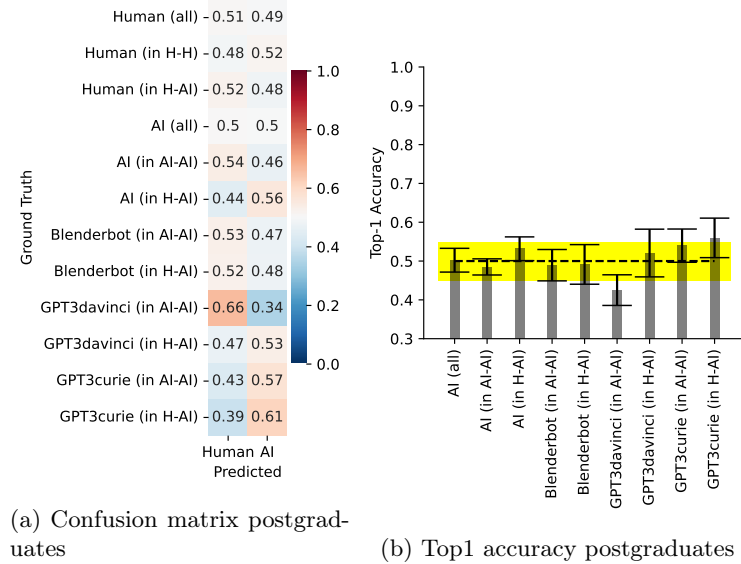 Human (all) 0.51 0.49
Human (in H-H) 0.48 0.52
Human (in H-AI) 0.52 0.48
AI (all) 0.5 0.5
AI (in AI-AI) 0.54 0.46
AI (in H-AI) 0.44 0.56
Blenderbot (in AI-AI) 0.53 0.47
Blenderbot (in H-AI) 0.52 0.48
GPT3davinci (in AI-AI) 0.66 0.34
GPT3davinci (in H-AI) 0.47 0.53
GPT3curie (in AI-AI) 0.43 0.57
GPT3curie (in H-AI) 0.39 0.61
Ground Truth
Human AI
Predicted
1.0
0.8
0.6
0.4
0.2
0.0
(a) Confusion matrix postgrad-
uates
Top-1 Accuracy
1.0
0.9
0.8
0.7
0.6
0.5
0.4
0.3
AI (all)
AI (in AI-AI)
AI (in H-AI)
Blenderbot (in AI-AI)
Blenderbot (in H-AI)
GPT3davinci (in AI-AI)
GPT3davinci (in H-AI)
GPT3curie (in AI-AI)
GPT3curie (in H-AI)
(b) Top1 accuracy postgraduates